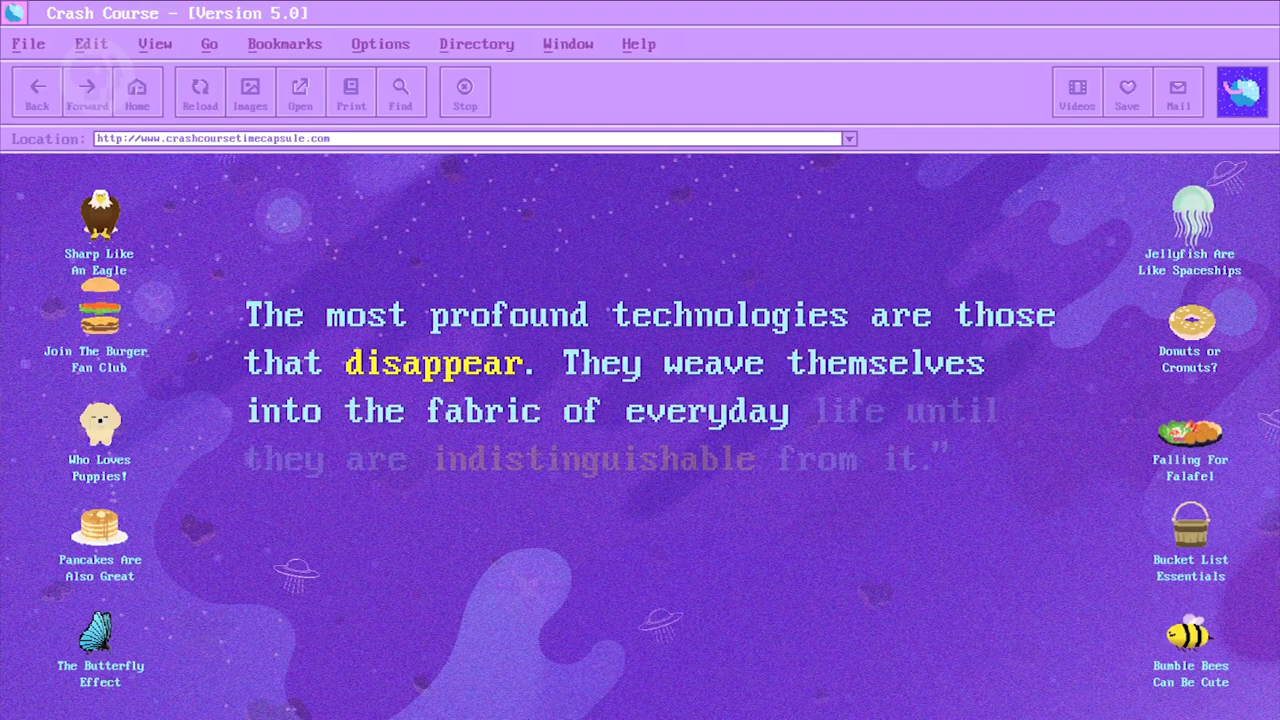 Crash Course - [Version 5.0]
File Edit View Go Bookmarks Options Directory Window Help
Back Forward Home Reload Images Open Print Find Stop Videos Save Mail
Location: http://www.crashcoursetimecapsule.com
Sharp Like
An Eagle
Join The Burger
Fan Club
Who Loves
Puppies!
Pancakes Are
Also Great
The Butterfly
Effect
The most profound technologies are those
that disappear. They weave themselves
into the fabric of everyday life until
they are indistinguishable from it.”
Jellyfish Are
Like Spaceships
Donuts or
Cronuts?
Falling For
Falafel
Bucket List
Essentials
Bumble Bees
Can Be Cute